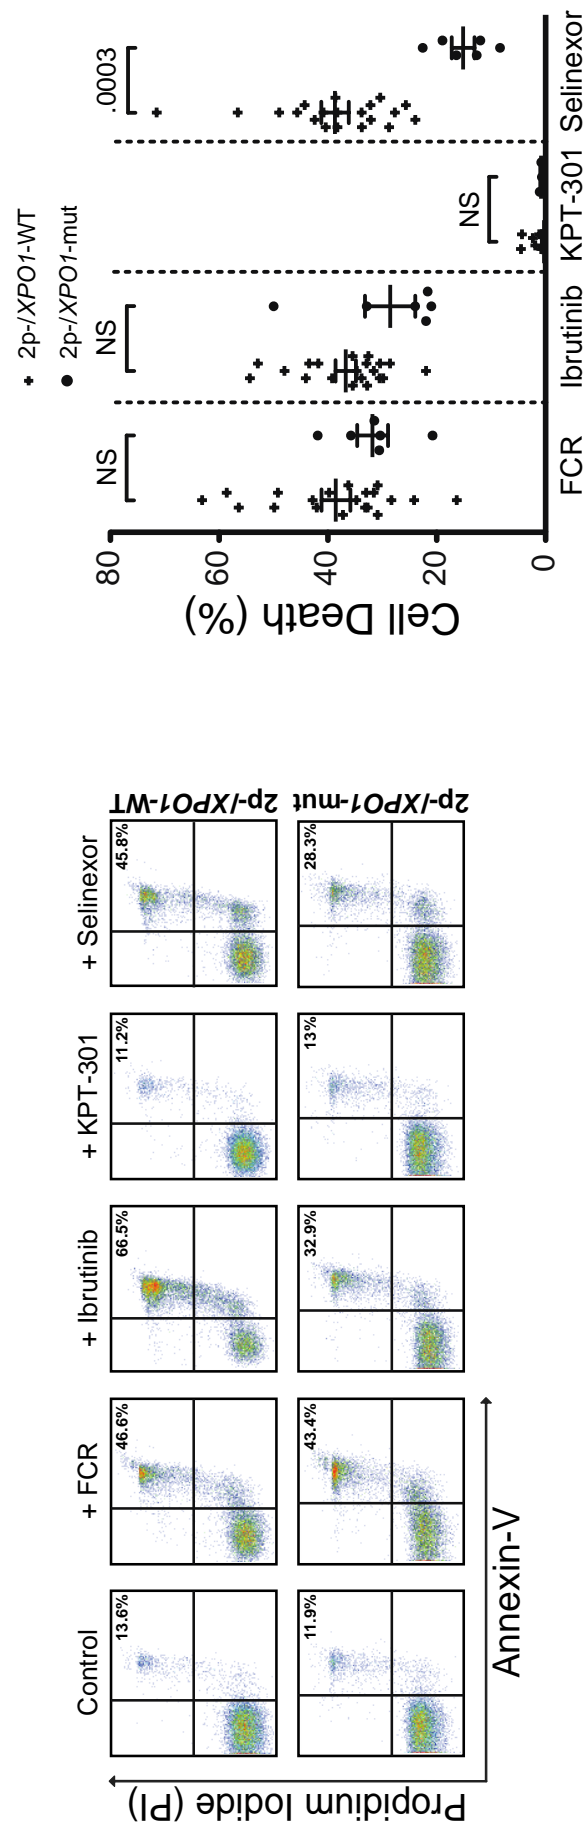 Control
+ FCR
+ Ibrutinib
+ KPT-301
+ Selinexor
13.6%
46.6%
66.5%
11.2%
45.8%
2p-/XPO1-WT
11.9%
43.4%
32.9%
13%
28.3%
2p-/XPO1-mut
Propidium Iodide (PI)
Annexin-V
2p-/XPO1-WT
2p-/XPO1-mut
NS
NS
NS
.0003
80
60
40
20
0
Cell Death (%)
FCR
Ibrutinib
KPT-301
Selinexor